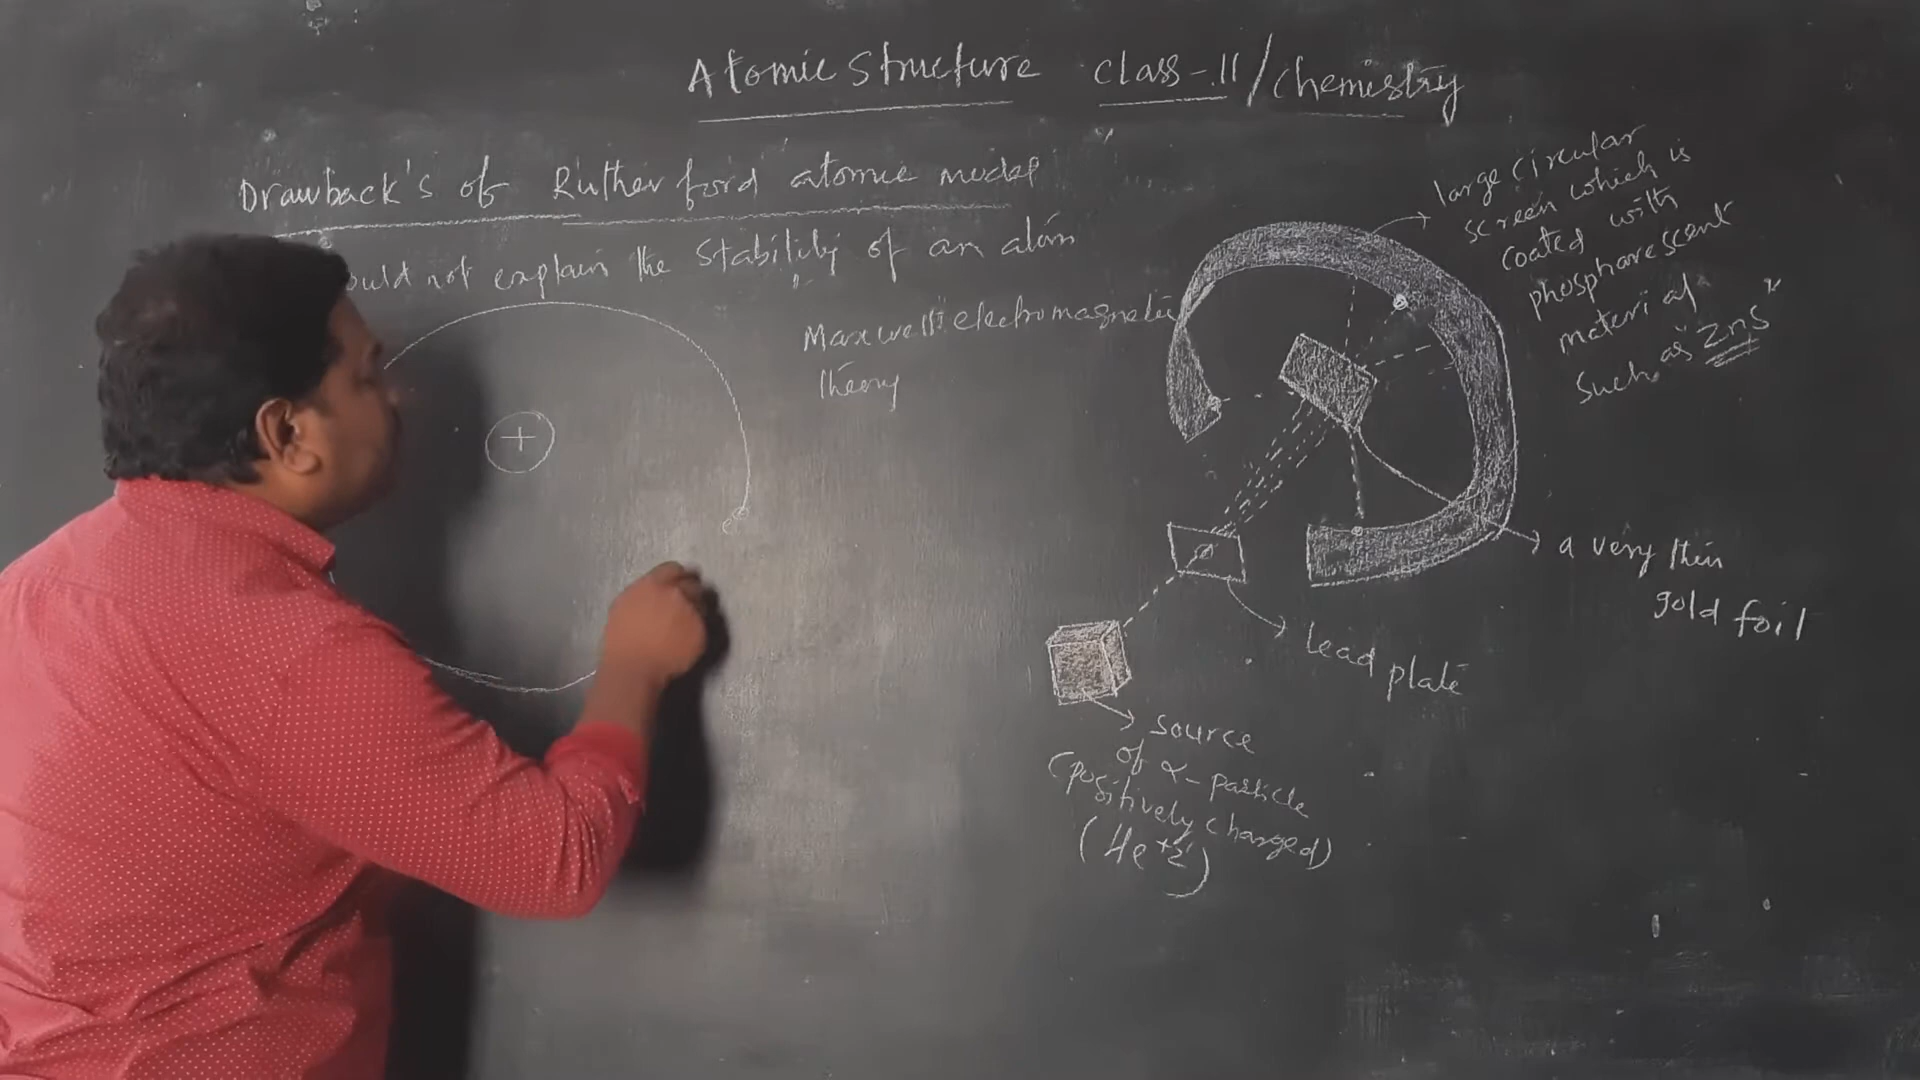 Atomic Structure class-11/chemistry
Drawback's of Rutherford atomic model
not explain the stability of an atom
Maxwell's electromagnetic
theory
+
e
large circular
screen which is
coated with
phospharescent
material
such as ZnS
a very thin
gold foil
lead plate
source
of α-particle
(positively charged)
(He+2)